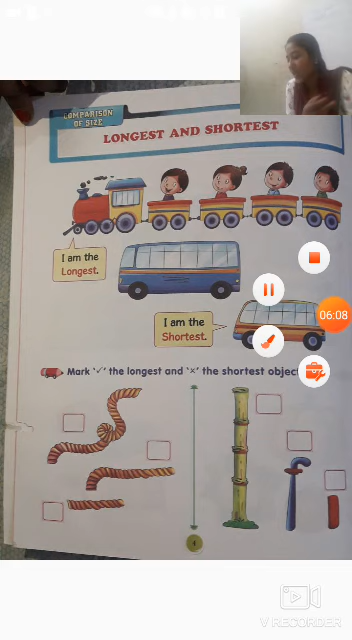 COMPARISON
OF SIZE
LONGEST AND SHORTEST
I am the
Longest.
I am the
Shortest.
06:08
Mark '✓' the longest and '×' the shortest objec
4
V RECORDER